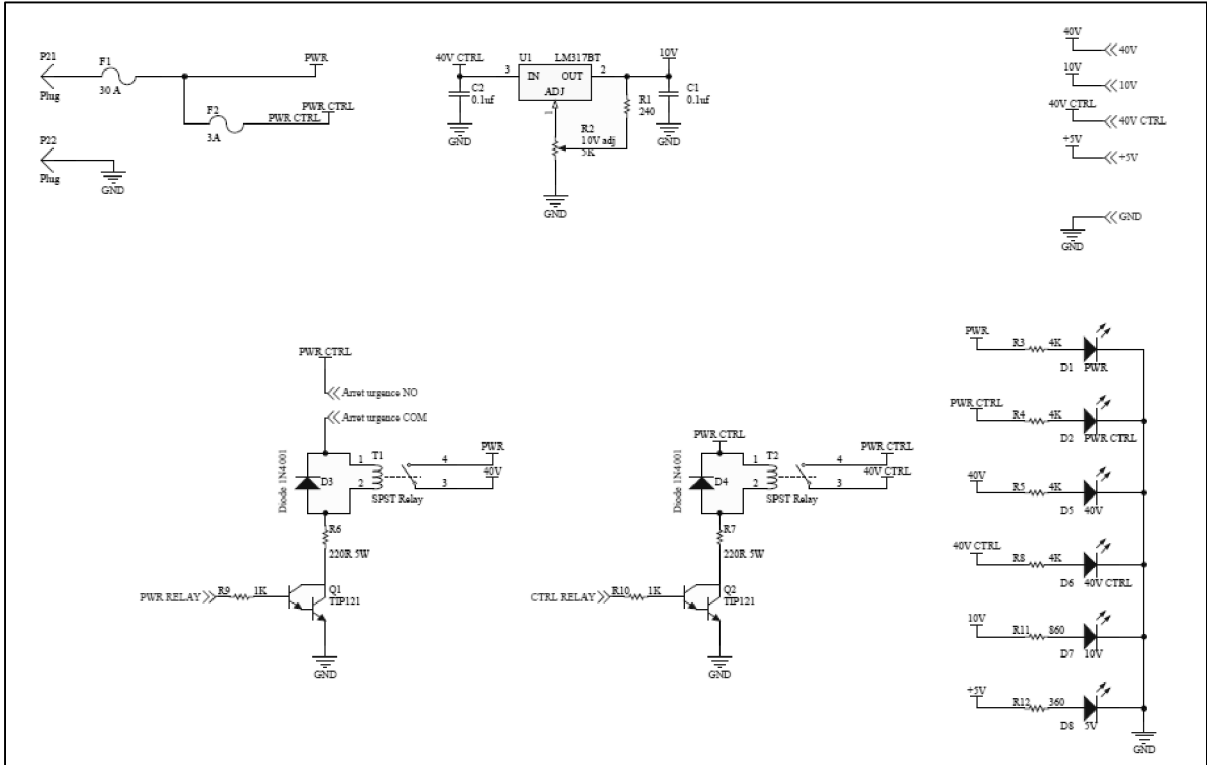 P21
Plug
F1
30 A
PWR
F2
3A
PWR CTRL
PWR CTRL
P22
Plug
GND
40V CTRL
U1
LM317BT
10V
3
IN
OUT
2
ADJ
1
C2
0.1uf
GND
R1
240
C1
0.1uf
GND
R2
10V adj
5K
GND
40V
40V
10V
10V
40V CTRL
40V CTRL
+5V
+5V
GND
GND
PWR CTRL
Arret urgence NO
Arret urgence COM
Diode 1N4001
D3
1
T1
2
SPST Relay
4
PWR
40V
3
R6
220R 5W
PWR RELAY
R9
1K
Q1
TIP121
GND
PWR CTRL
Diode 1N4001
D4
1
T2
2
SPST Relay
4
PWR CTRL
40V CTRL
3
R7
220R 5W
CTRL RELAY
R10
1K
Q2
TIP121
GND
PWR
R3
4K
D1
PWR
PWR CTRL
R4
4K
D2
PWR CTRL
40V
R5
4K
D5
40V
40V CTRL
R8
4K
D6
40V CTRL
10V
R11
860
D7
10V
+5V
R12
360
D8
5V
GND